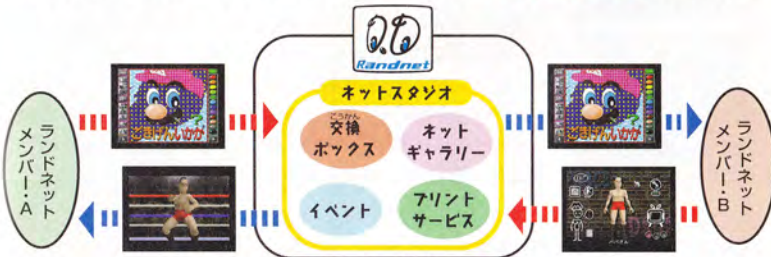 Randnet
ネットスタジオ
こうかん
交換
ボックス
ネット
ギャラリー
イベント
プリント
サービス
ランドネット
メンバー・A
ごきげんいかが?
ごきげんいかが?
ランドネット
メンバー・B